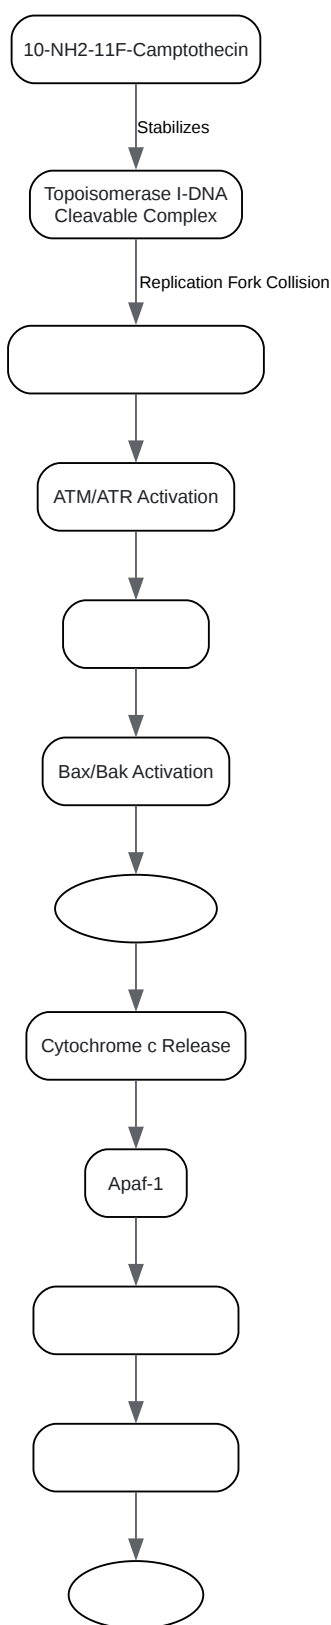 10-NH2-11F-Camptothecin
Stabilizes
Topoisomerase I-DNA
Cleavable Complex
Replication Fork Collision
ATM/ATR Activation
Bax/Bak Activation
Cytochrome c Release
Apaf-1